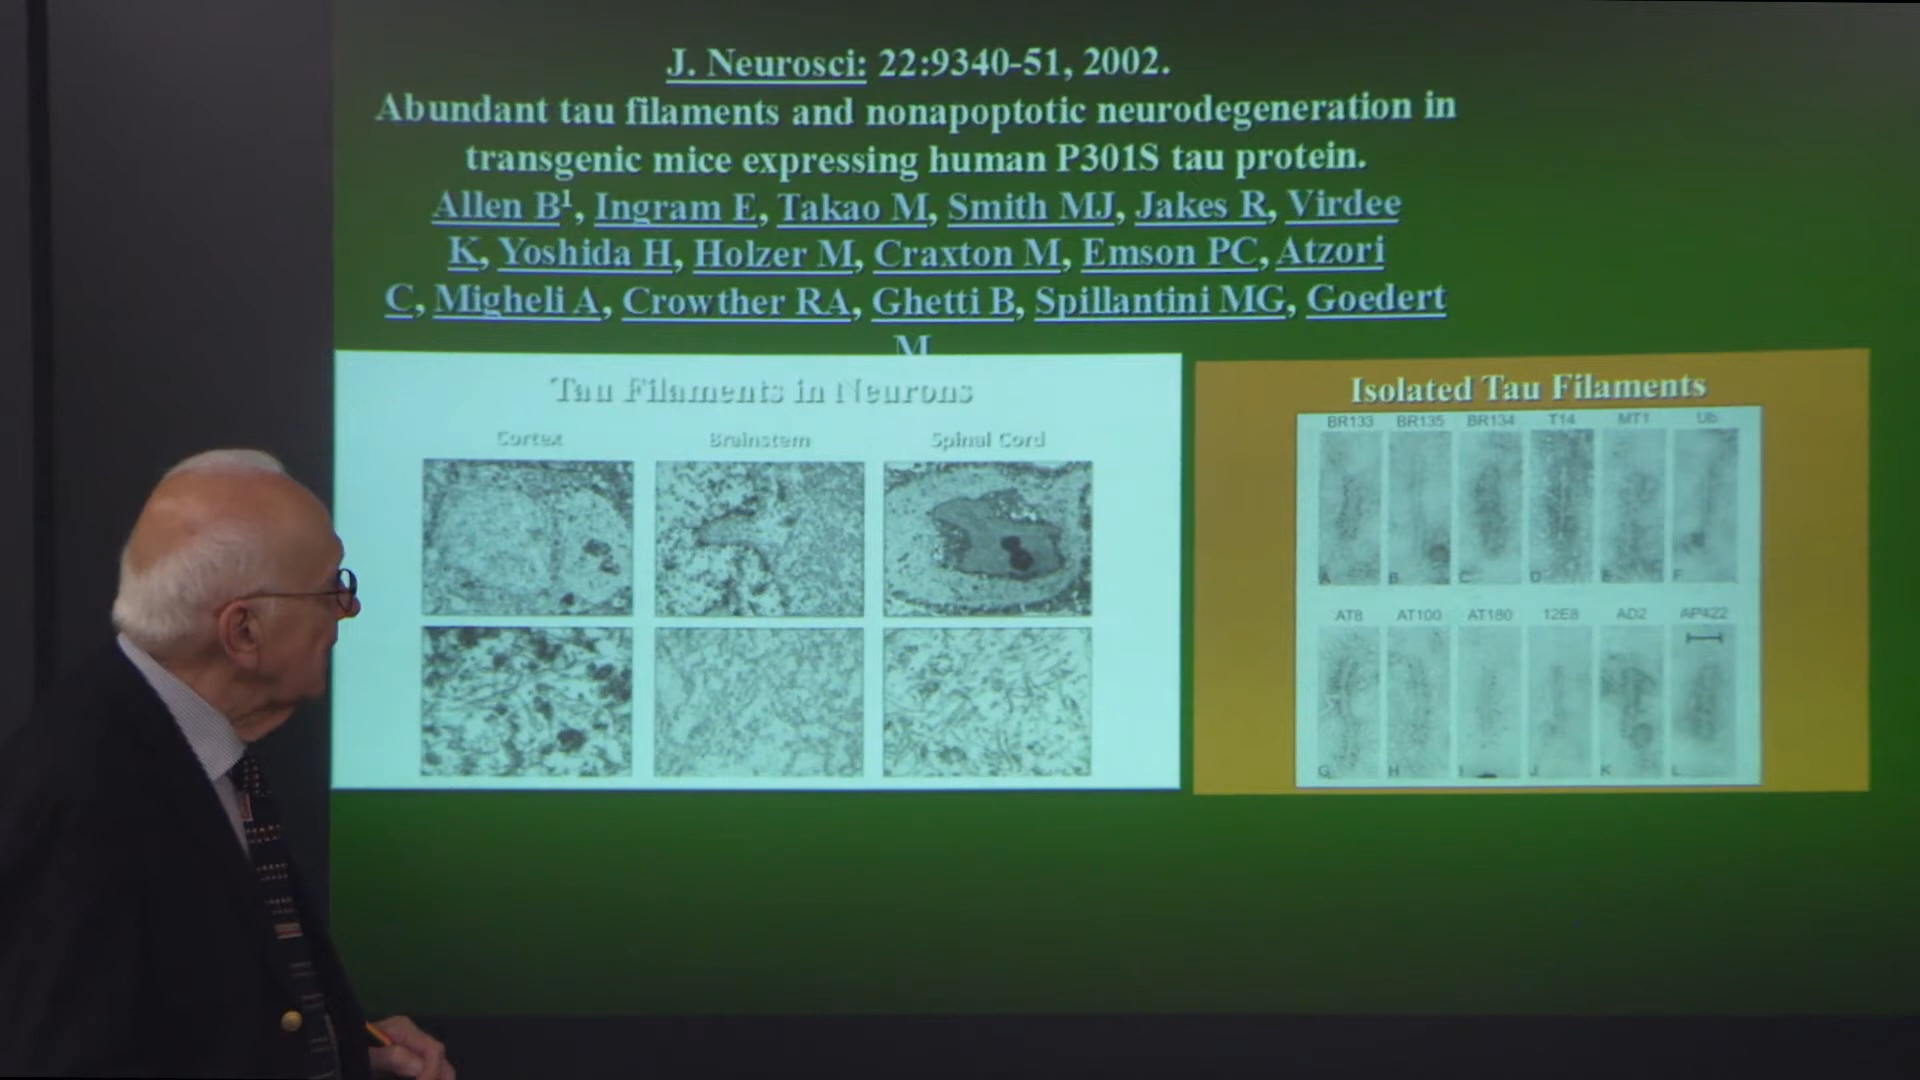 J. Neurosci: 22:9340-51, 2002.
Abundant tau filaments and nonapoptotic neurodegeneration in
transgenic mice expressing human P301S tau protein.
Allen B1, Ingram E, Takao M, Smith MJ, Jakes R, Virdee
K, Yoshida H, Holzer M, Craxton M, Emson PC, Atzori
C, Migheli A, Crowther RA, Ghetti B, Spillantini MG, Goedert
M
Tau Filaments in Neurons
Cortex Brainstem Spinal Cord
Isolated Tau Filaments
BR133 BR135 BR134 T14 MT1 Ub
A B C D E F
AT8 AT100 AT180 12E8 AD2 AP422
G H I J K L